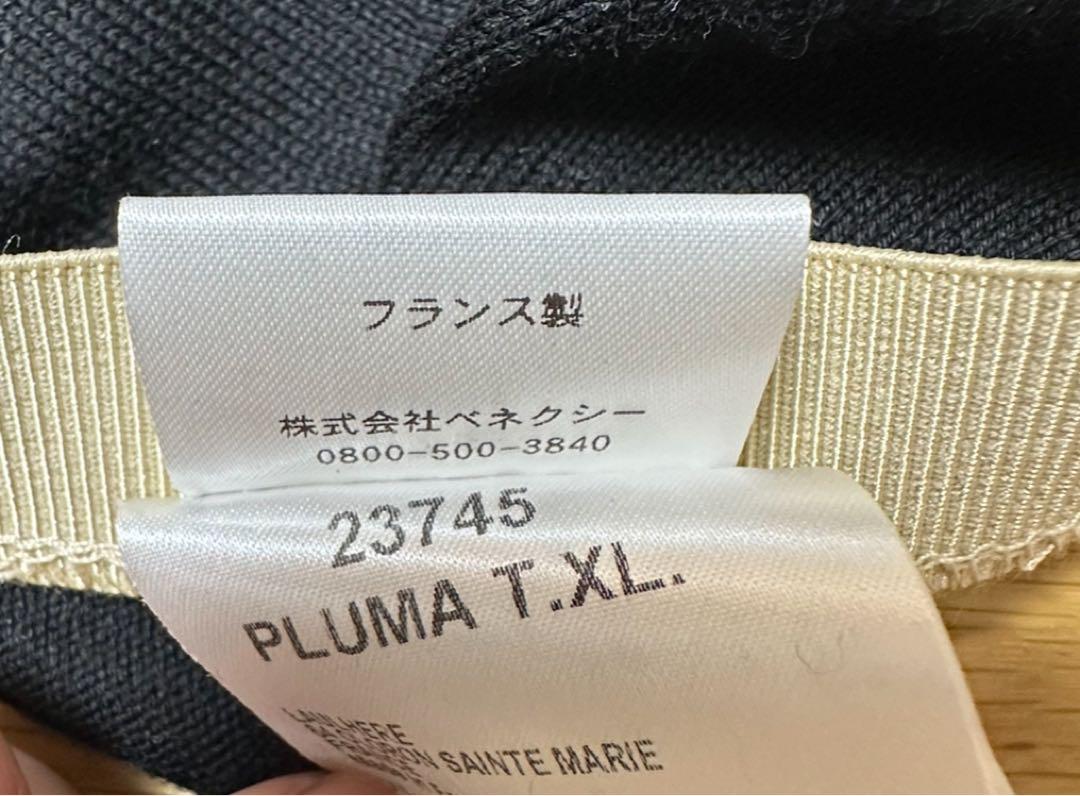 フランス製
株式会社ベネクシー
0800-500-3840
23745
PLUMA T.XL.
SAINTE MARIE